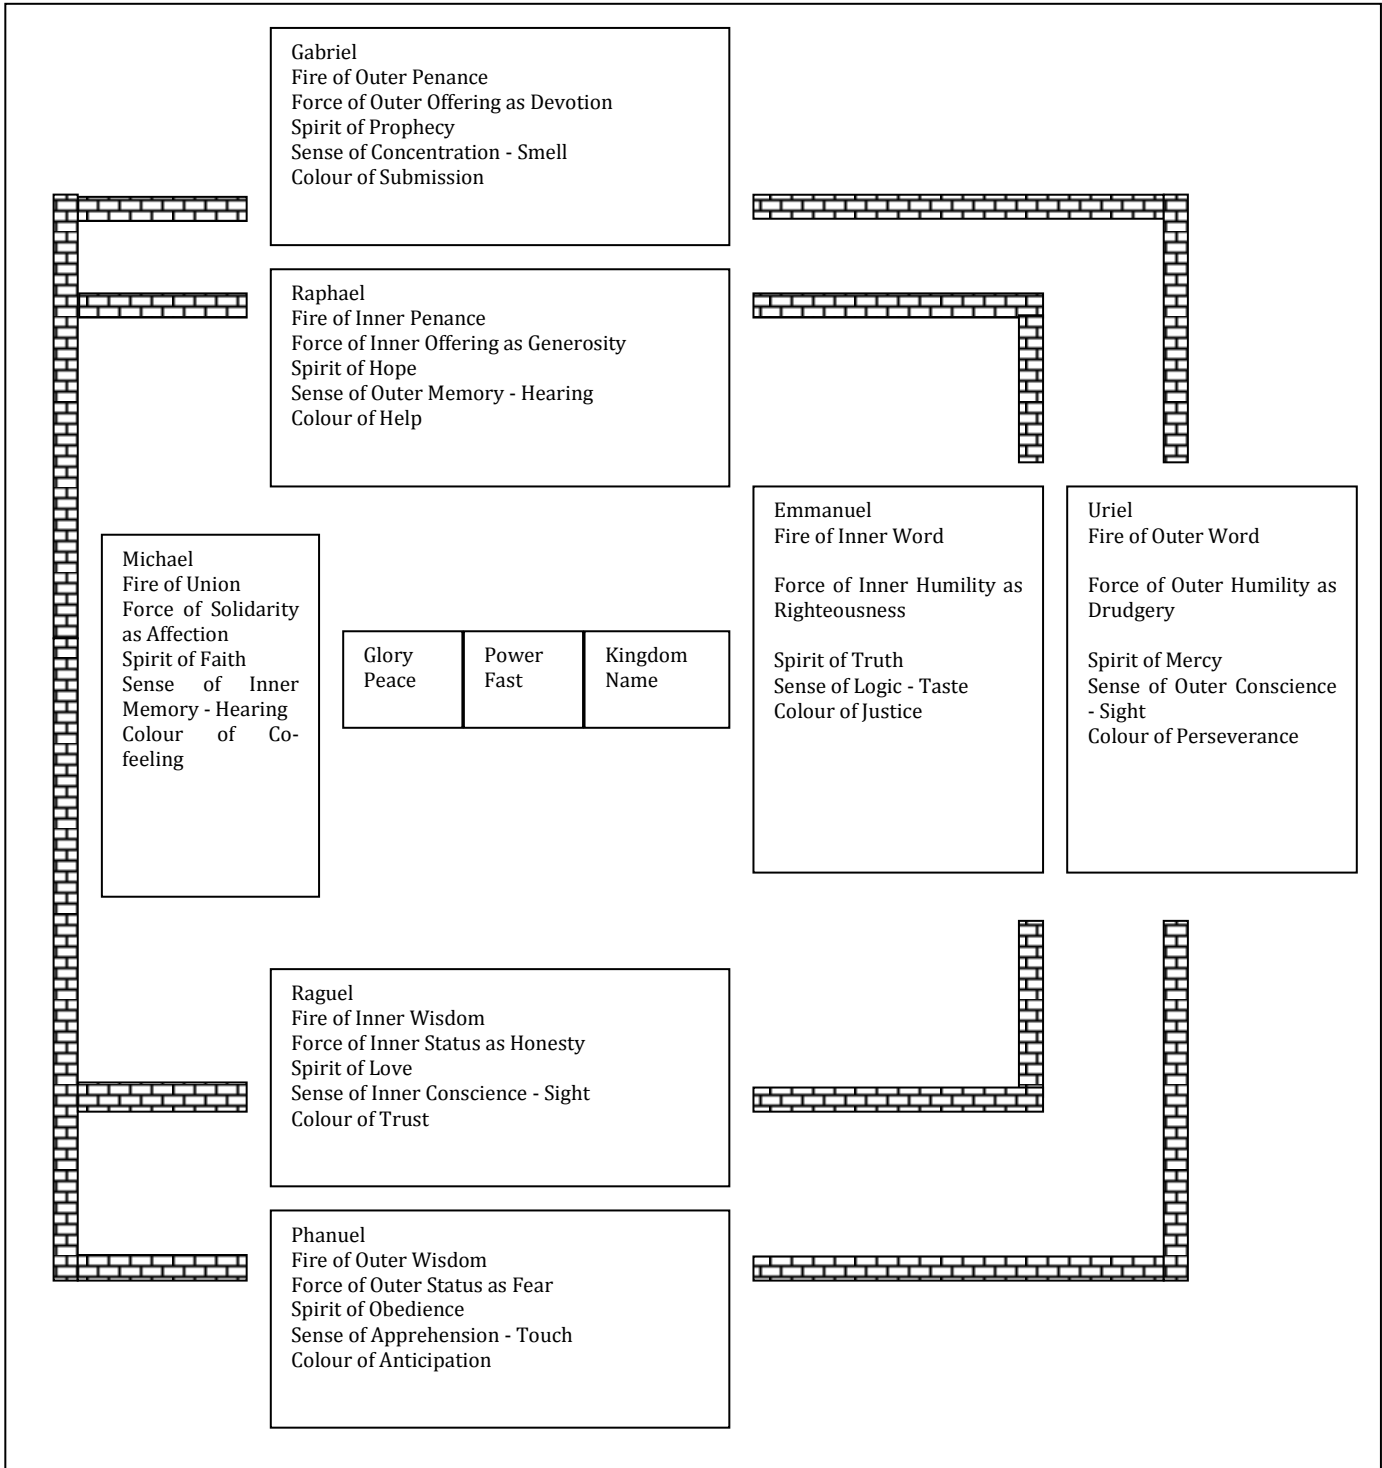 Gabriel
Fire of Outer Penance
Force of Outer Offering as Devotion
Spirit of Prophecy
Sense of Concentration - Smell
Colour of Submission
Raphael
Fire of Inner Penance
Force of Inner Offering as Generosity
Spirit of Hope
Sense of Outer Memory - Hearing
Colour of Help
Michael
Fire of Union
Force of Solidarity
as Affection
Spirit of Faith
Sense of Inner
Memory - Hearing
Colour of Co-
feeling
Glory
Peace
Power
Fast
Kingdom
Name
Emmanuel
Fire of Inner Word
Force of Inner Humility as
Righteousness
Spirit of Truth
Sense of Logic - Taste
Colour of Justice
Uriel
Fire of Outer Word
Force of Outer Humility as
Drudgery
Spirit of Mercy
Sense of Outer Conscience
- Sight
Colour of Perseverance
Raguel
Fire of Inner Wisdom
Force of Inner Status as Honesty
Spirit of Love
Sense of Inner Conscience - Sight
Colour of Trust
Phanuel
Fire of Outer Wisdom
Force of Outer Status as Fear
Spirit of Obedience
Sense of Apprehension - Touch
Colour of Anticipation